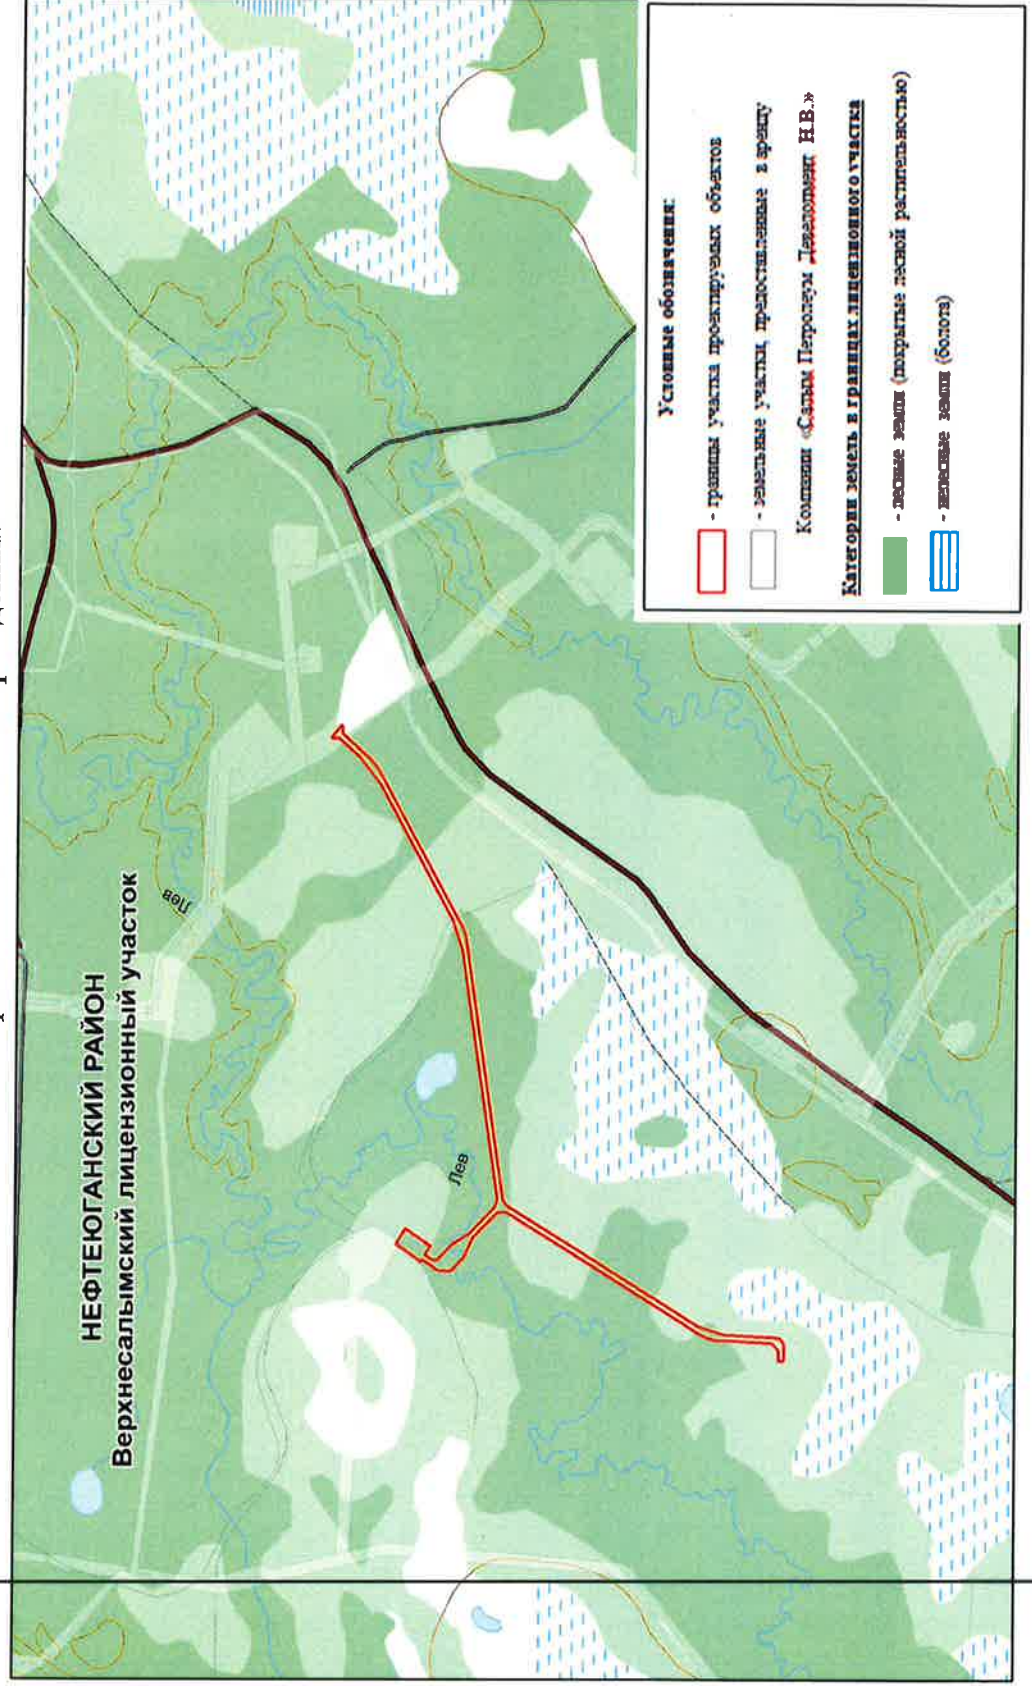 НЕФТЕЮГАНСКИЙ РАЙОН
Верхнесалымский лицензионный участок
Лев
Лев
Условные обозначения:
- границы участка проектируемых объектов
- земельные участки, предоставленные в аренду
Компании «Салым Петролеум Девелопмент Н.В.»
Категории земель в границах лицензионного участка
- лесные земли (покрытые лесной растительностью)
- нелесные земли (болота)